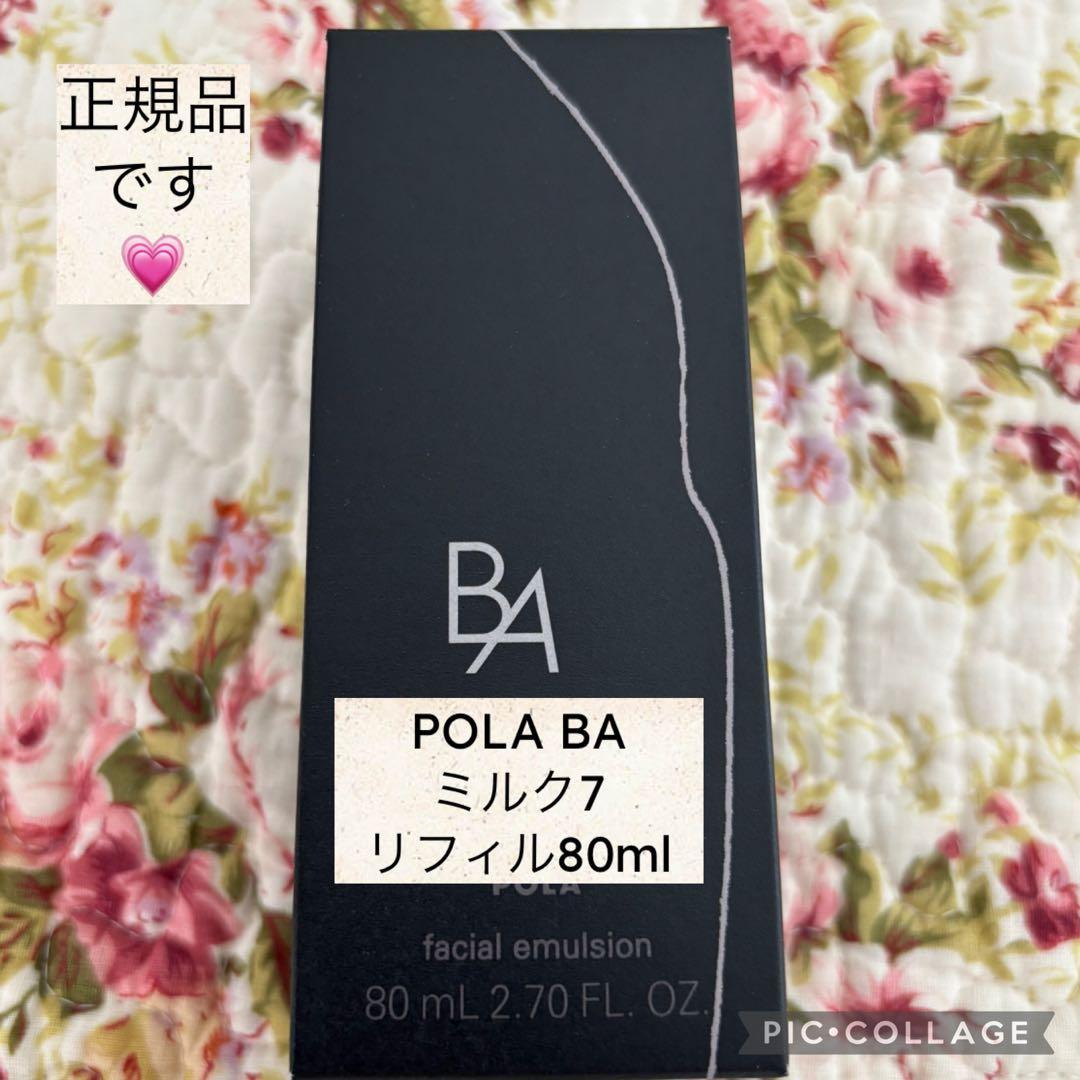 正規品
です
BA
POLA BA
ミルク7
リフィル80ml
POLA
facial emulsion
80 mL 2.70 FL. OZ.
PIC•COLLAGE